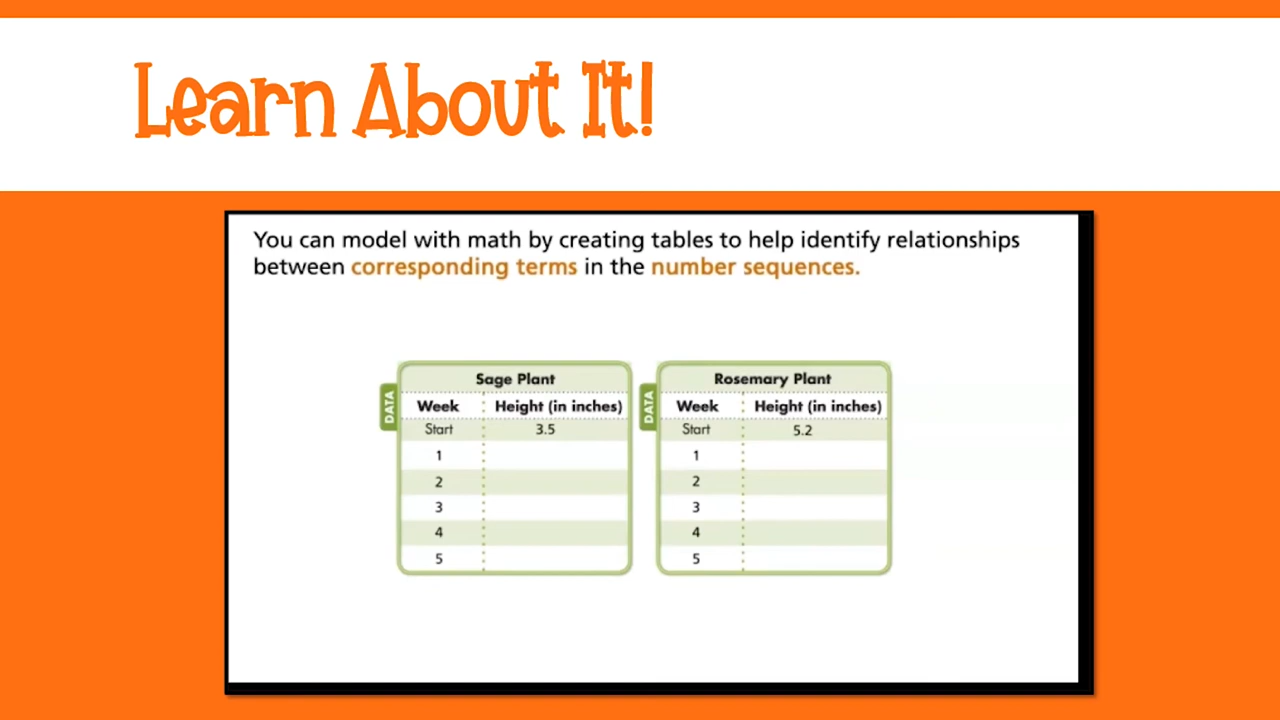 Learn About It!
You can model with math by creating tables to help identify relationships
between corresponding terms in the number sequences.
DATA
Sage Plant
Week Height (in inches)
Start 3.5
1
2
3
4
5
DATA
Rosemary Plant
Week Height (in inches)
Start 5.2
1
2
3
4
5